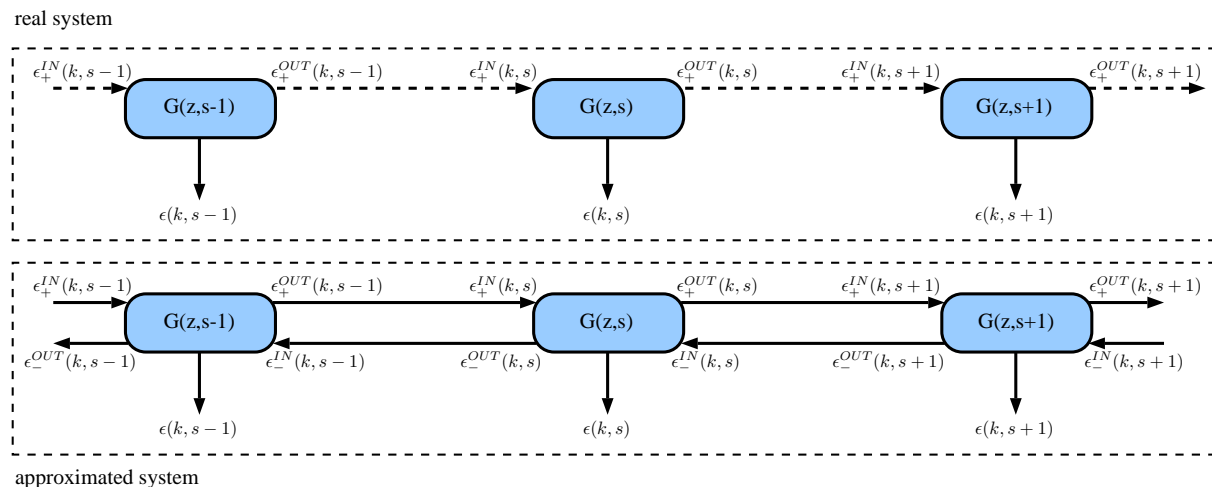 real system
ϵ₊^{IN}(k, s − 1) ϵ₊^{OUT}(k, s − 1) ϵ₊^{IN}(k, s) ϵ₊^{OUT}(k, s) ϵ₊^{IN}(k, s + 1) ϵ₊^{OUT}(k, s + 1)
G(z,s-1) G(z,s) G(z,s+1)
ϵ(k, s − 1) ϵ(k, s) ϵ(k, s + 1)
ϵ₊^{IN}(k, s − 1) ϵ₊^{OUT}(k, s − 1) ϵ₊^{IN}(k, s) ϵ₊^{OUT}(k, s) ϵ₊^{IN}(k, s + 1) ϵ₊^{OUT}(k, s + 1)
G(z,s-1) G(z,s) G(z,s+1)
ϵ₋^{OUT}(k, s − 1) ϵ₋^{IN}(k, s − 1) ϵ₋^{OUT}(k, s) ϵ₋^{IN}(k, s) ϵ₋^{OUT}(k, s + 1) ϵ₋^{IN}(k, s + 1)
ϵ(k, s − 1) ϵ(k, s) ϵ(k, s + 1)
approximated system